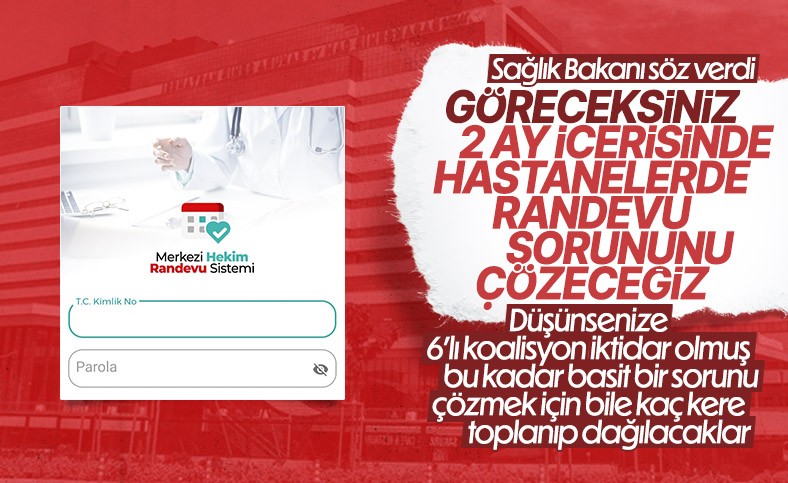 Sağlık Bakanı söz verdi
GÖRECEKSİNİZ
2 AY İÇERİSİNDE
HASTANELERDE
RANDEVU
SORUNUNU
ÇÖZECEĞİZ
Düşünsenize
6'lı koalisyon iktidar olmuş
bu kadar basit bir sorunu
çözmek için bile kaç kere
toplanıp dağılacaklar
Merkezi Hekim
Randevu Sistemi
T.C. Kimlik No
Parola